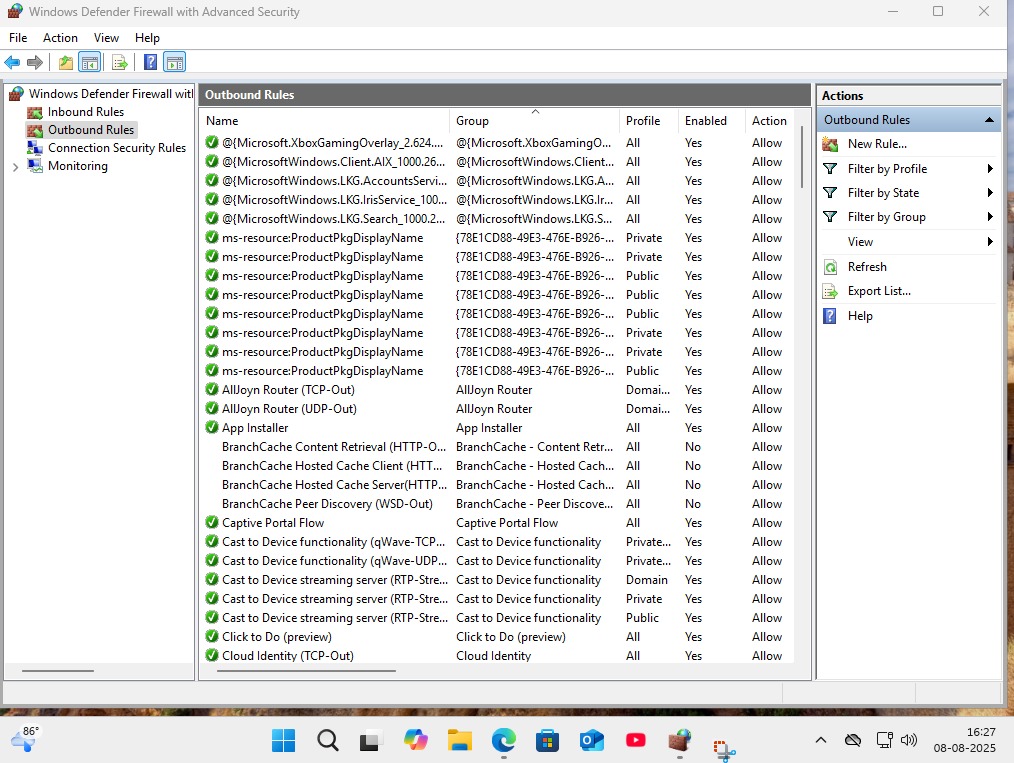 Windows Defender Firewall with Advanced Security
File Action View Help
Windows Defender Firewall witl
Inbound Rules
Outbound Rules
Connection Security Rules
Monitoring
Outbound Rules
Name Group Profile Enabled Action
@{Microsoft.XboxGamingOverlay_2.624.... @{Microsoft.XboxGamingO... All Yes Allow
@{MicrosoftWindows.Client.AIX_1000.26... @{MicrosoftWindows.Client... All Yes Allow
@{MicrosoftWindows.LKG.AccountsServi... @{MicrosoftWindows.LKG.A... All Yes Allow
@{MicrosoftWindows.LKG.IrisService_100... @{MicrosoftWindows.LKG.Ir... All Yes Allow
@{MicrosoftWindows.LKG.Search_1000.2... @{MicrosoftWindows.LKG.S... All Yes Allow
ms-resource:ProductPkgDisplayName {78E1CD88-49E3-476E-B926-... Private Yes Allow
ms-resource:ProductPkgDisplayName {78E1CD88-49E3-476E-B926-... Private Yes Allow
ms-resource:ProductPkgDisplayName {78E1CD88-49E3-476E-B926-... Public Yes Allow
ms-resource:ProductPkgDisplayName {78E1CD88-49E3-476E-B926-... Public Yes Allow
ms-resource:ProductPkgDisplayName {78E1CD88-49E3-476E-B926-... Public Yes Allow
ms-resource:ProductPkgDisplayName {78E1CD88-49E3-476E-B926-... Private Yes Allow
ms-resource:ProductPkgDisplayName {78E1CD88-49E3-476E-B926-... Private Yes Allow
ms-resource:ProductPkgDisplayName {78E1CD88-49E3-476E-B926-... Public Yes Allow
AllJoyn Router (TCP-Out) AllJoyn Router Domai... Yes Allow
AllJoyn Router (UDP-Out) AllJoyn Router Domai... Yes Allow
App Installer App Installer All Yes Allow
BranchCache Content Retrieval (HTTP-O... BranchCache - Content Retr... All No Allow
BranchCache Hosted Cache Client (HTT... BranchCache - Hosted Cach... All No Allow
BranchCache Hosted Cache Server(HTTP... BranchCache - Hosted Cach... All No Allow
BranchCache Peer Discovery (WSD-Out) BranchCache - Peer Discove... All No Allow
Captive Portal Flow Captive Portal Flow All Yes Allow
Cast to Device functionality (qWave-TCP... Cast to Device functionality Private... Yes Allow
Cast to Device functionality (qWave-UDP... Cast to Device functionality Private... Yes Allow
Cast to Device streaming server (RTP-Stre... Cast to Device functionality Domain Yes Allow
Cast to Device streaming server (RTP-Stre... Cast to Device functionality Private Yes Allow
Cast to Device streaming server (RTP-Stre... Cast to Device functionality Public Yes Allow
Click to Do (preview) Click to Do (preview) All Yes Allow
Cloud Identity (TCP-Out) Cloud Identity All Yes Allow
Actions
Outbound Rules
New Rule...
Filter by Profile
Filter by State
Filter by Group
View
Refresh
Export List...
Help
86°
16:27
08-08-2025